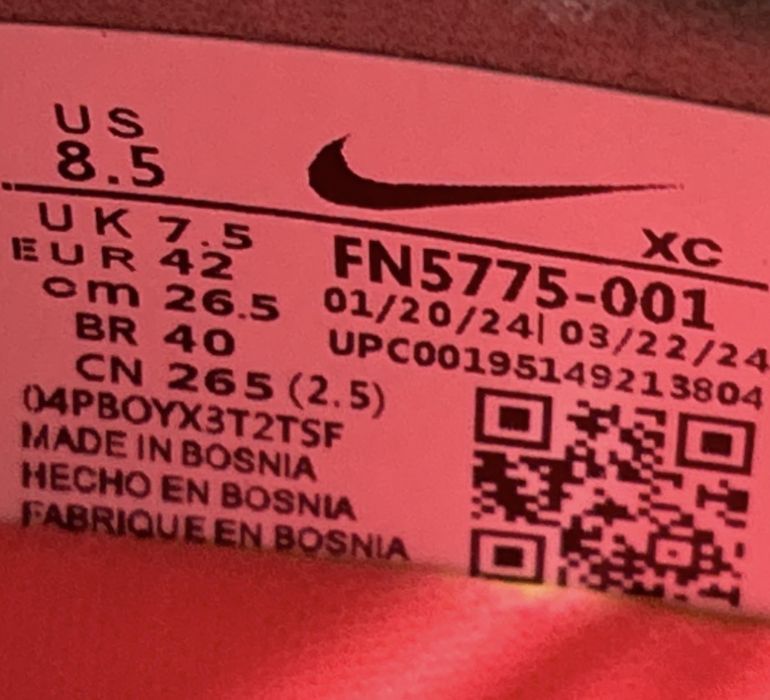 US
8.5
XC
UK 7.5
EUR 42
cm 26.5
BR 40
CN 265 (2.5)
FN5775-001
01/20/24| 03/22/24
UPC00195149213804
04PBOYX3T2TSF
MADE IN BOSNIA
HECHO EN BOSNIA
FABRIQUE EN BOSNIA